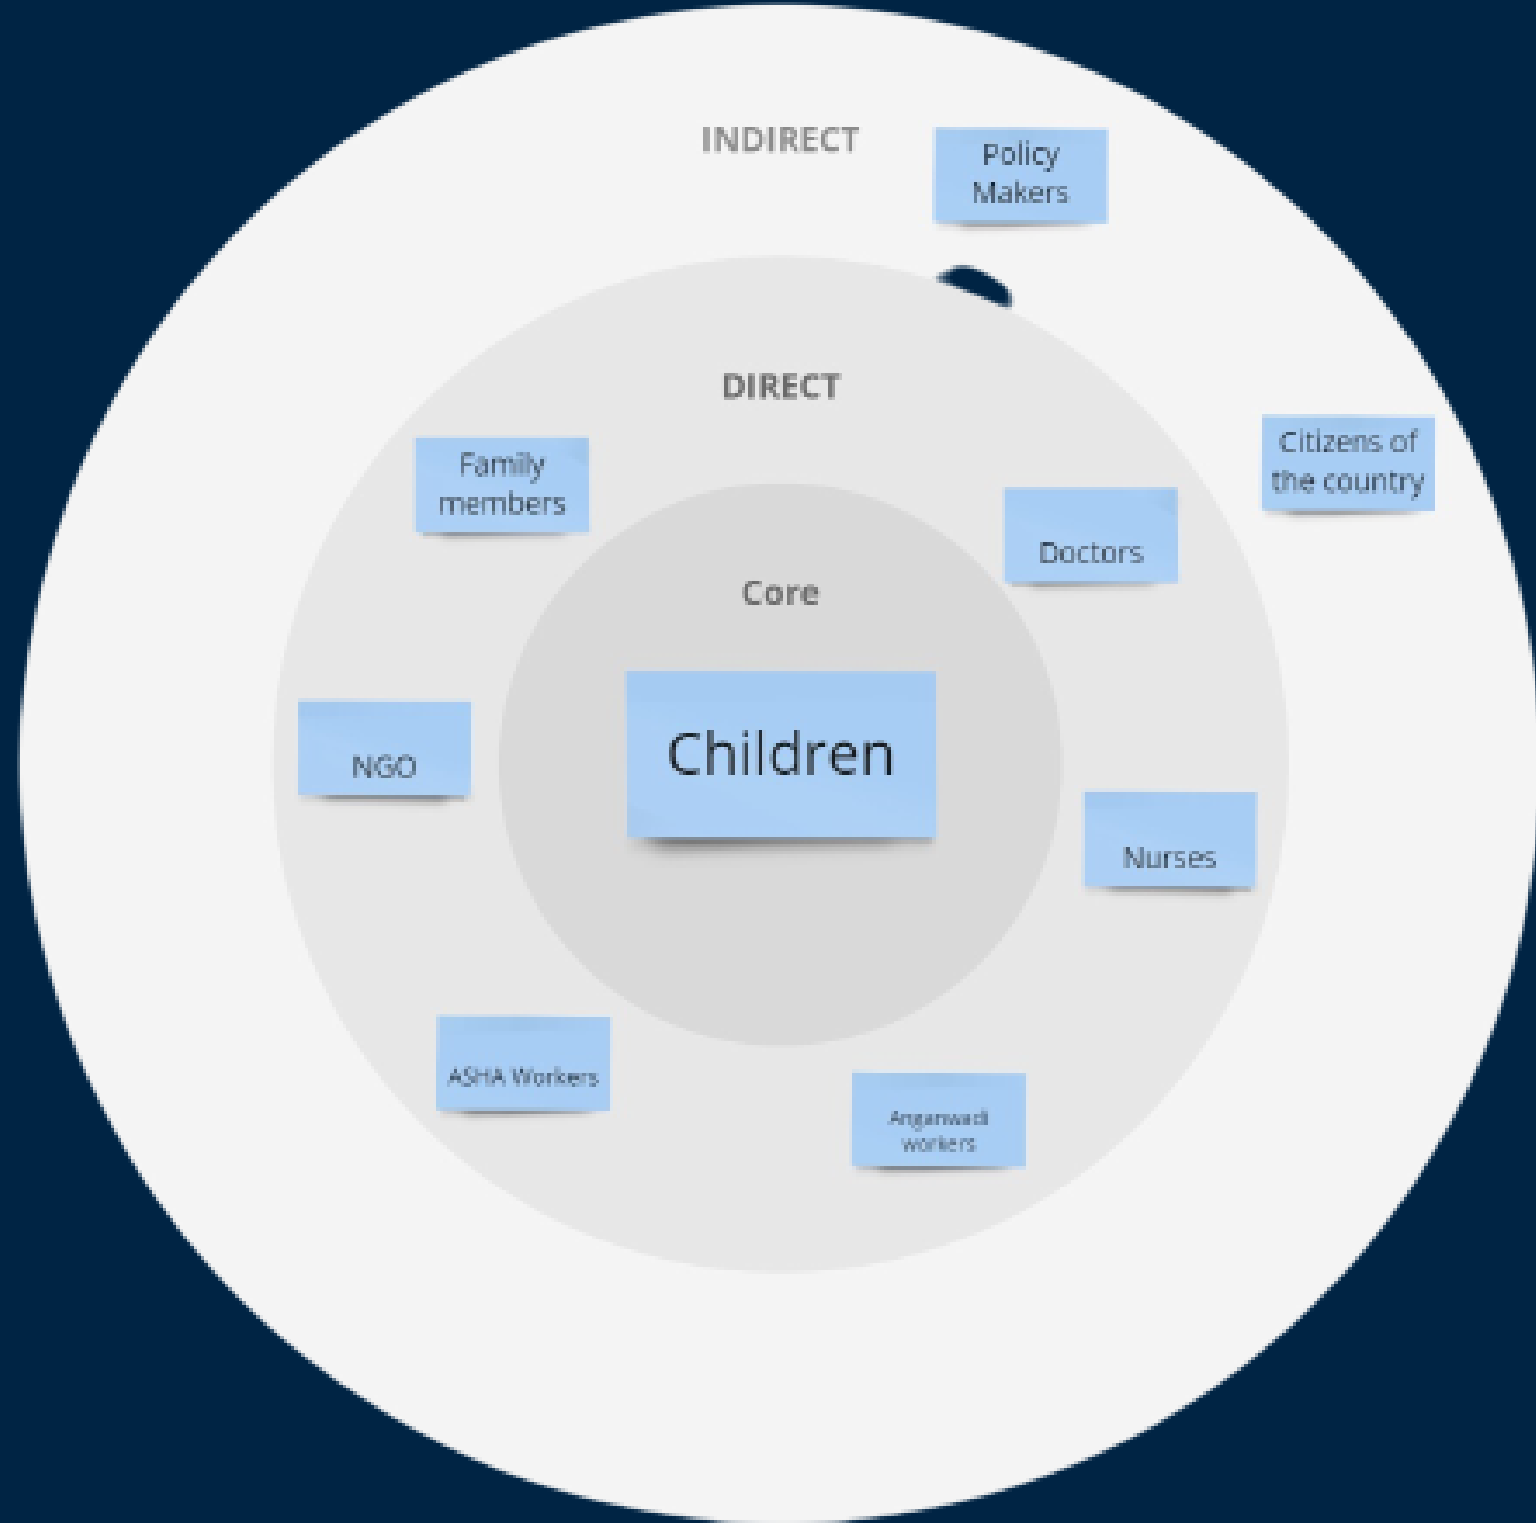 INDIRECT
Policy
Makers
DIRECT
Citizens of
the country
Family
members
Doctors
Core
Children
NGO
Nurses
ASHA Workers
Anganwadi
workers